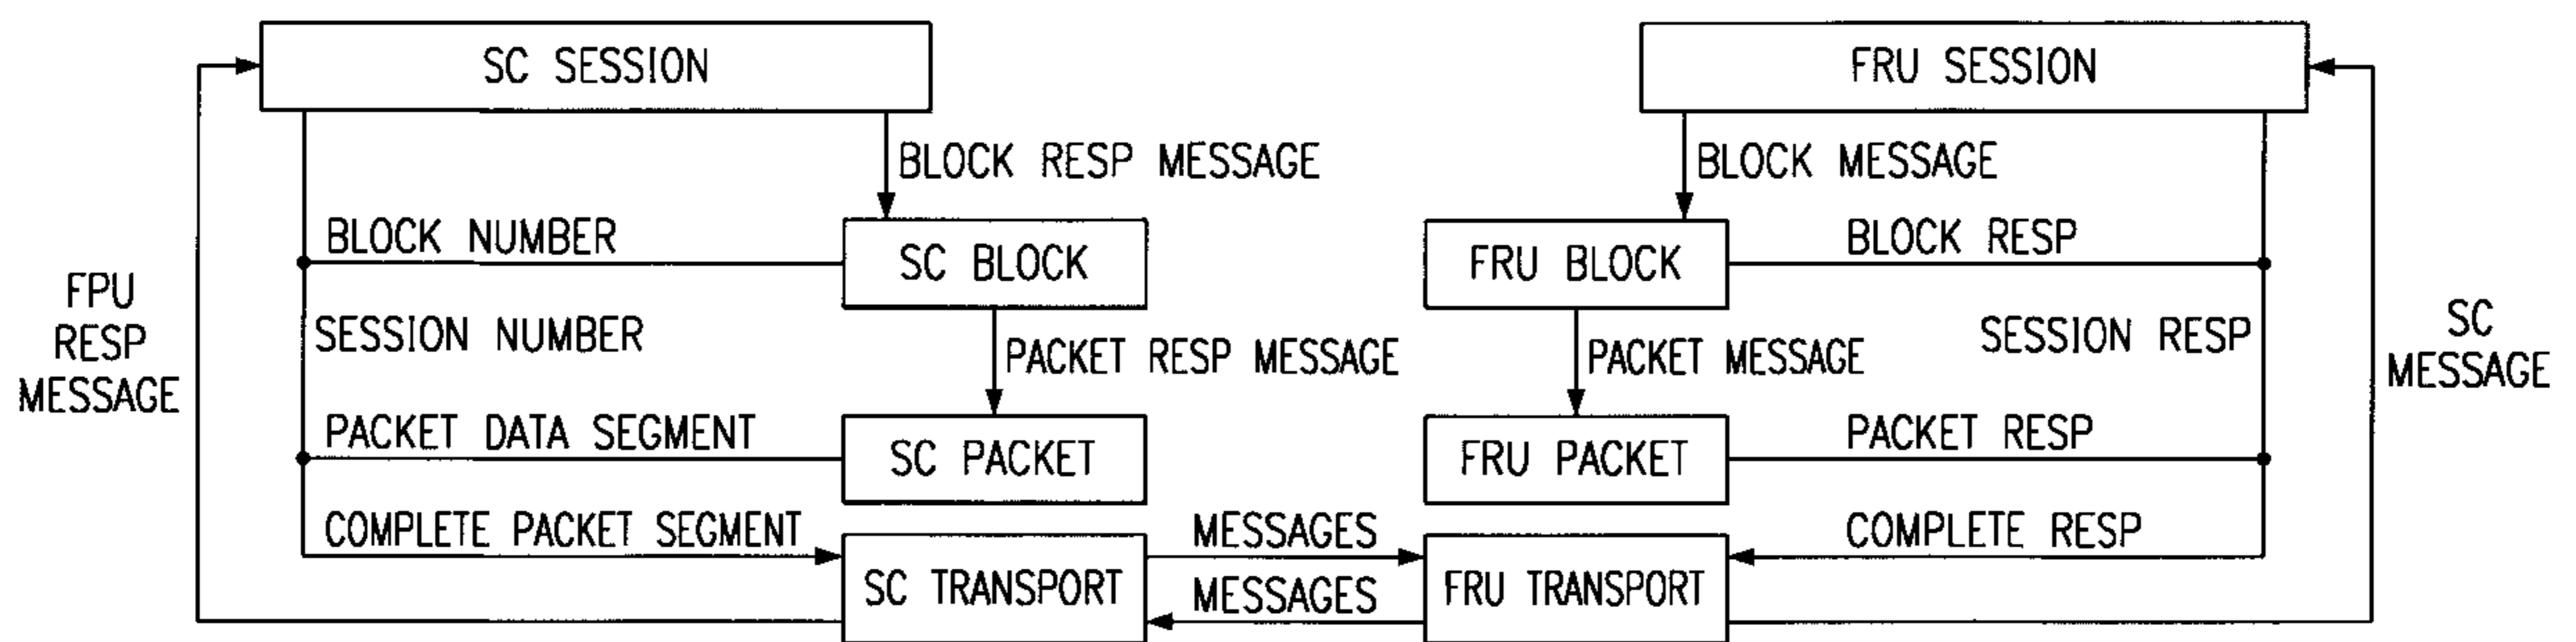 SC SESSION
FRU SESSION
BLOCK RESP MESSAGE
BLOCK MESSAGE
BLOCK NUMBER
SC BLOCK
FRU BLOCK
BLOCK RESP
FPU
RESP
MESSAGE
SESSION NUMBER
PACKET RESP MESSAGE
PACKET MESSAGE
SESSION RESP
SC
MESSAGE
PACKET DATA SEGMENT
SC PACKET
FRU PACKET
PACKET RESP
COMPLETE PACKET SEGMENT
MESSAGES
COMPLETE RESP
SC TRANSPORT
MESSAGES
FRU TRANSPORT